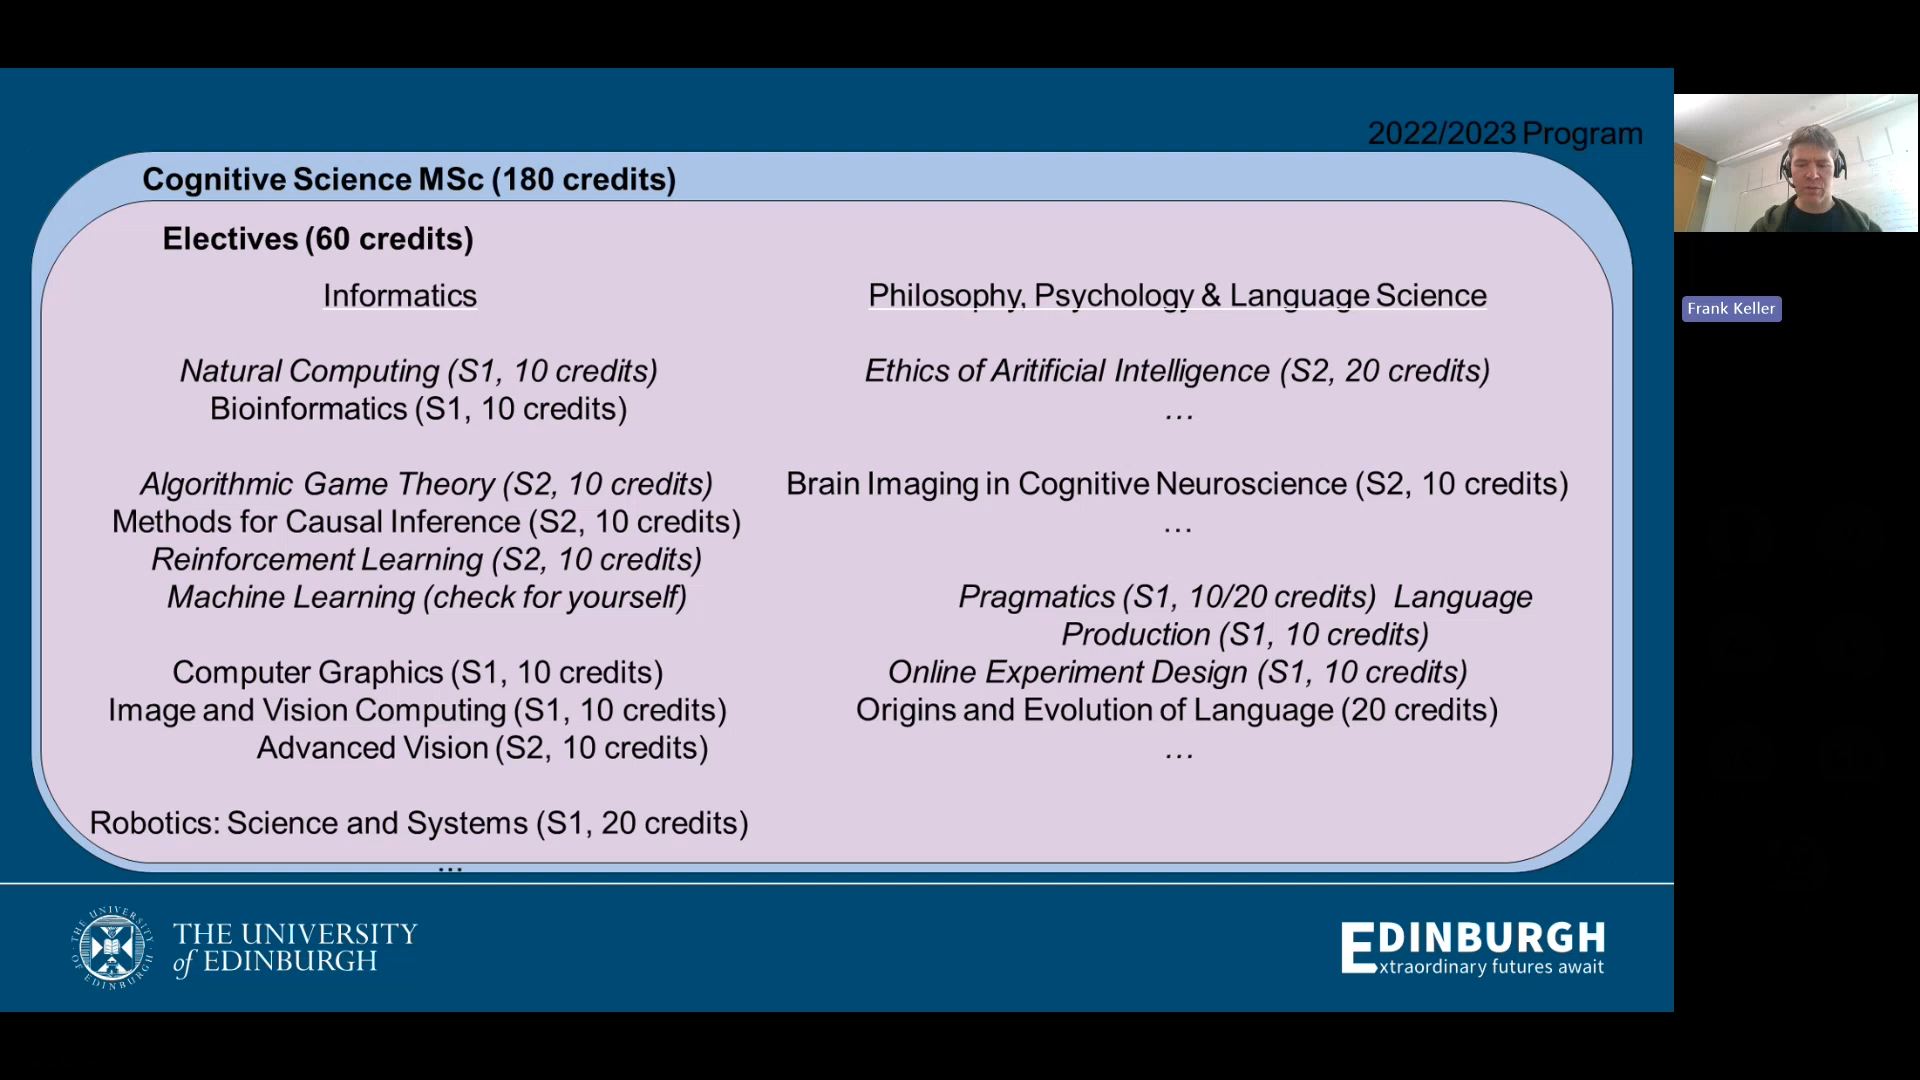 2022/2023 Program
Cognitive Science MSc (180 credits)
Electives (60 credits)
Informatics
Natural Computing (S1, 10 credits)
Bioinformatics (S1, 10 credits)
Algorithmic Game Theory (S2, 10 credits)
Methods for Causal Inference (S2, 10 credits)
Reinforcement Learning (S2, 10 credits)
Machine Learning (check for yourself)
Computer Graphics (S1, 10 credits)
Image and Vision Computing (S1, 10 credits)
Advanced Vision (S2, 10 credits)
Robotics: Science and Systems (S1, 20 credits)
...
Philosophy, Psychology & Language Science
Ethics of Aritificial Intelligence (S2, 20 credits)
…
Brain Imaging in Cognitive Neuroscience (S2, 10 credits)
…
Pragmatics (S1, 10/20 credits) Language
Production (S1, 10 credits)
Online Experiment Design (S1, 10 credits)
Origins and Evolution of Language (20 credits)
…
THE UNIVERSITY
of EDINBURGH
THE UNIVERSITY OF EDINBURGH
EDINBURGH
Extraordinary futures await
Frank Keller